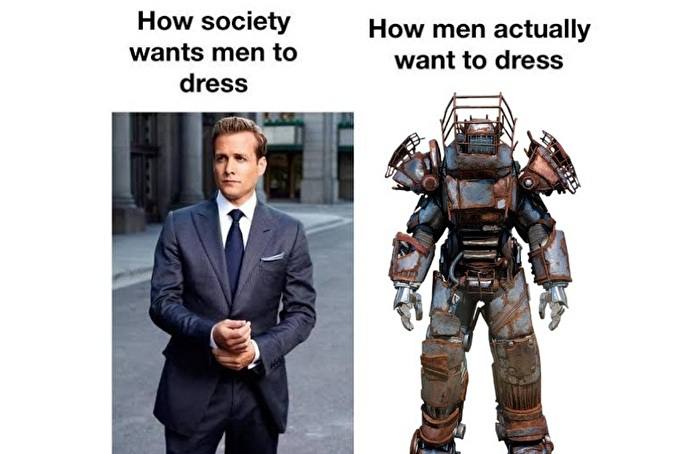 How society
wants men to
dress
How men actually
want to dress